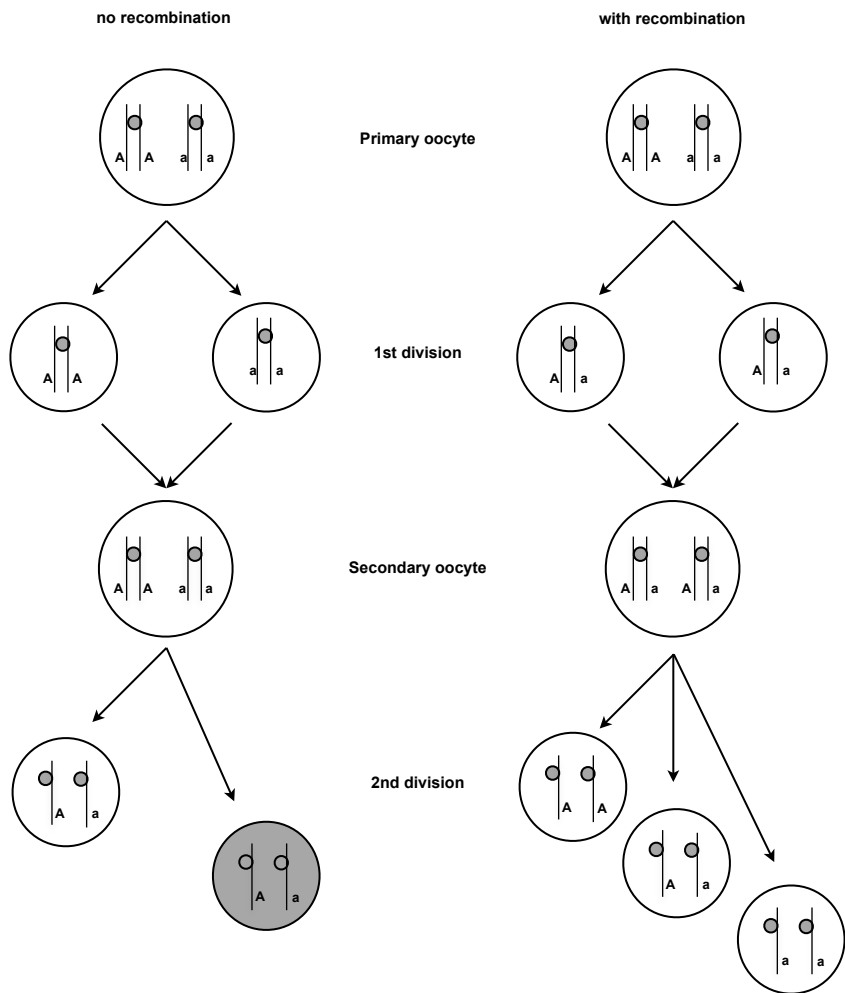 no recombination
with recombination
A A a a
Primary oocyte
A A a a
A A
a a
1st division
A a
A a
A A a a
Secondary oocyte
A a A a
A a
2nd division
A A
A a
A a
a a